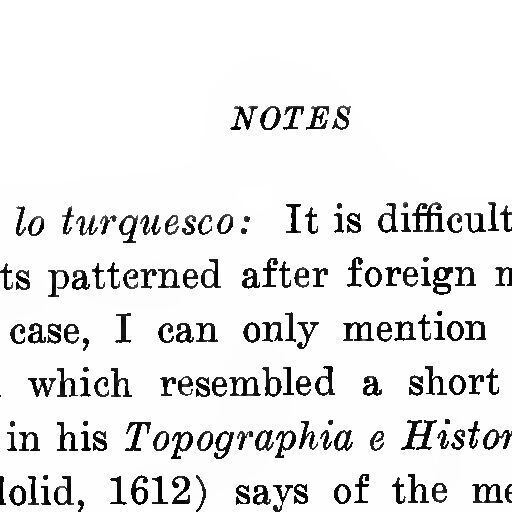 NOTES
lo turquesco: It is difficult
ts patterned after foreign
case, I can only mention
which resembled a short
in his Topographia e Histor
lolid, 1612) says of the me